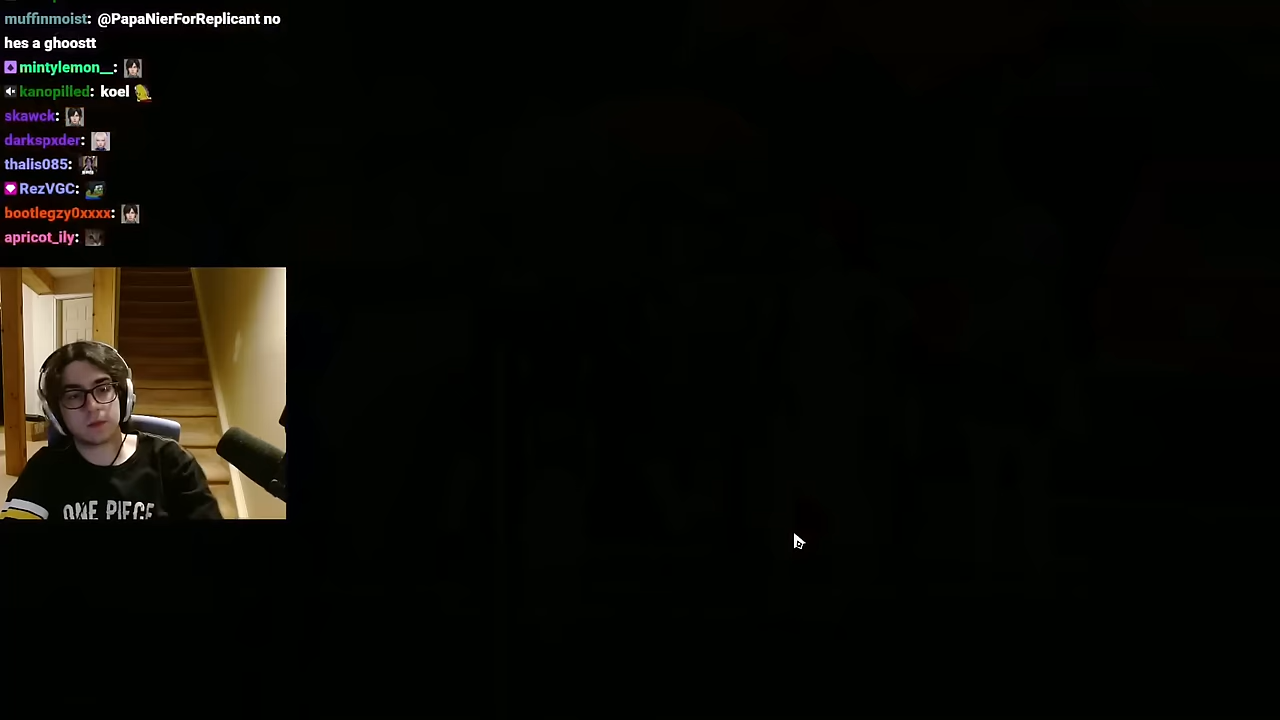 muffinmoist: @PapaNierForReplicant no
hes a ghoostt
mintylemon__:
kanopilled: koel
skawck:
darkspxder:
thalis085:
RezVGC:
bootlegzy0xxxx:
apricot_ily:
ONE PIECE